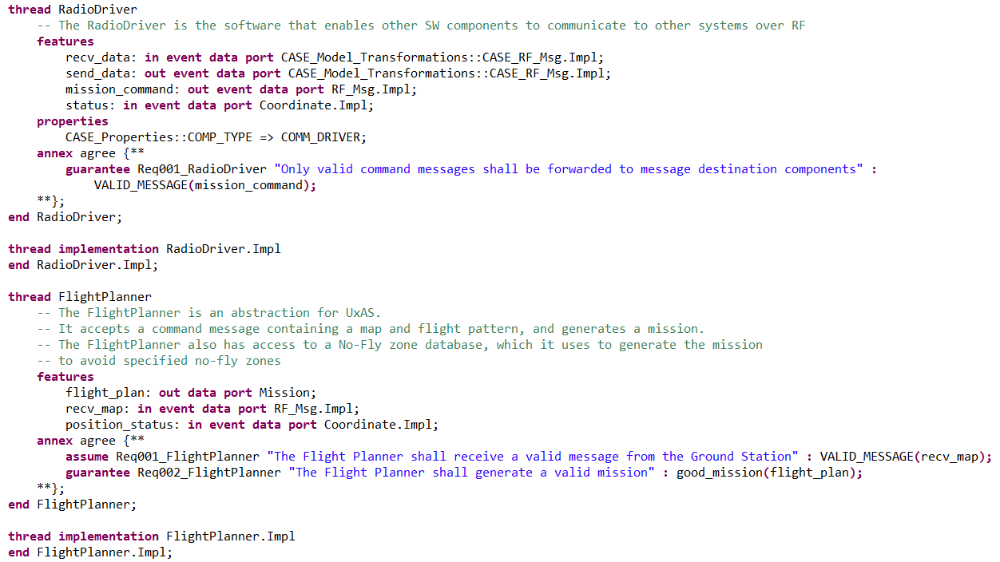 thread RadioDriver
    -- The RadioDriver is the software that enables other SW components to communicate to other systems over RF
    features
        recv_data: in event data port CASE_Model_Transformations::CASE_RF_Msg.Impl;
        send_data: out event data port CASE_Model_Transformations::CASE_RF_Msg.Impl;
        mission_command: out event data port RF_Msg.Impl;
        status: in event data port Coordinate.Impl;
    properties
        CASE_Properties::COMP_TYPE => COMM_DRIVER;
    annex agree {**
        guarantee Req001_RadioDriver "Only valid command messages shall be forwarded to message destination components" :
            VALID_MESSAGE(mission_command);
    **};
end RadioDriver;

thread implementation RadioDriver.Impl
end RadioDriver.Impl;

thread FlightPlanner
    -- The FlightPlanner is an abstraction for UxAS.
    -- It accepts a command message containing a map and flight pattern, and generates a mission.
    -- The FlightPlanner also has access to a No-Fly zone database, which it uses to generate the mission
    -- to avoid specified no-fly zones
    features
        flight_plan: out data port Mission;
        recv_map: in event data port RF_Msg.Impl;
        position_status: in event data port Coordinate.Impl;
    annex agree {**
        assume Req001_FlightPlanner "The Flight Planner shall receive a valid message from the Ground Station" : VALID_MESSAGE(recv_map);
        guarantee Req002_FlightPlanner "The Flight Planner shall generate a valid mission" : good_mission(flight_plan);
    **};
end FlightPlanner;

thread implementation FlightPlanner.Impl
end FlightPlanner.Impl;